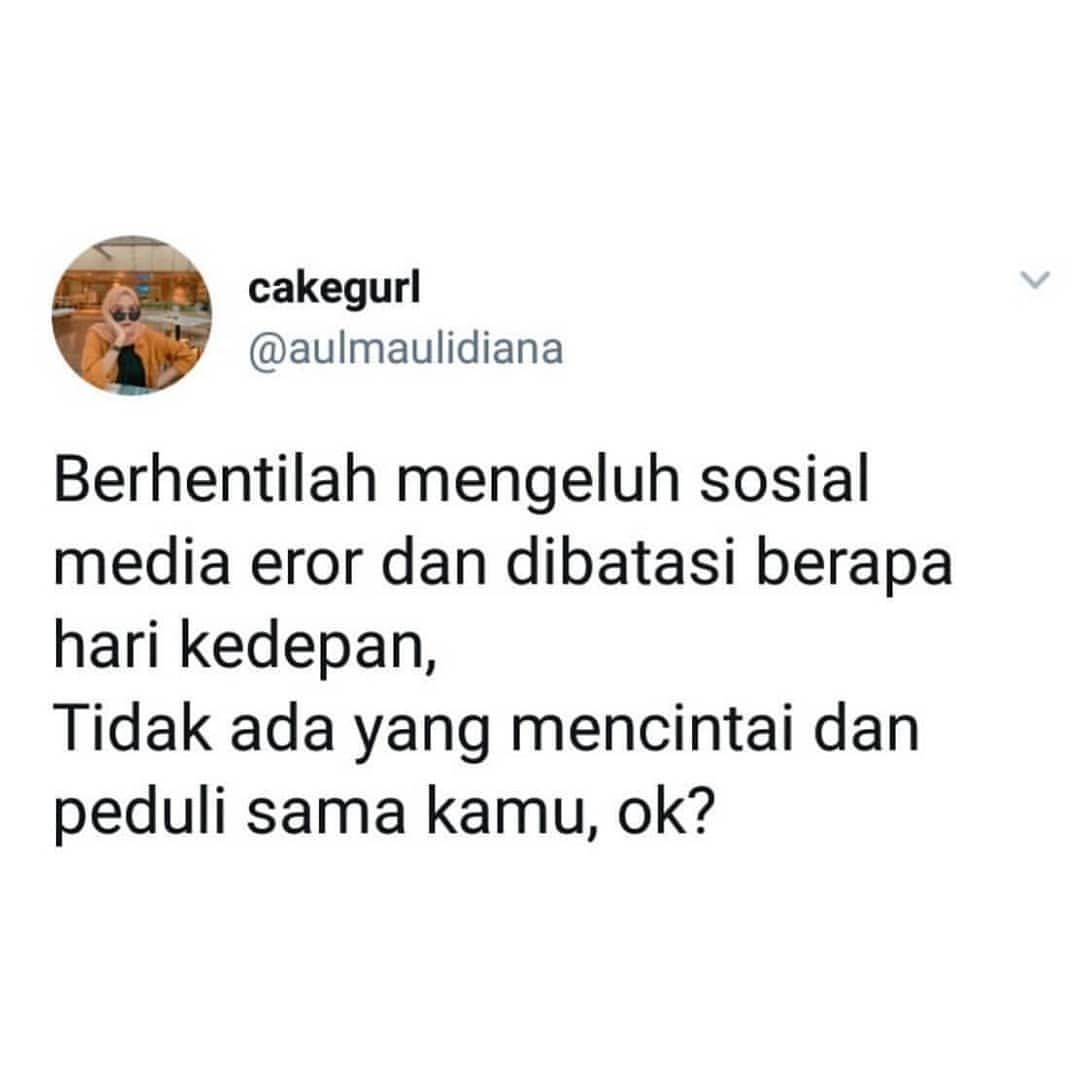 cakegurl
@aulmaulidiana
Berhentilah mengeluh sosial
media eror dan dibatasi berapa
hari kedepan,
Tidak ada yang mencintai dan
peduli sama kamu, ok?